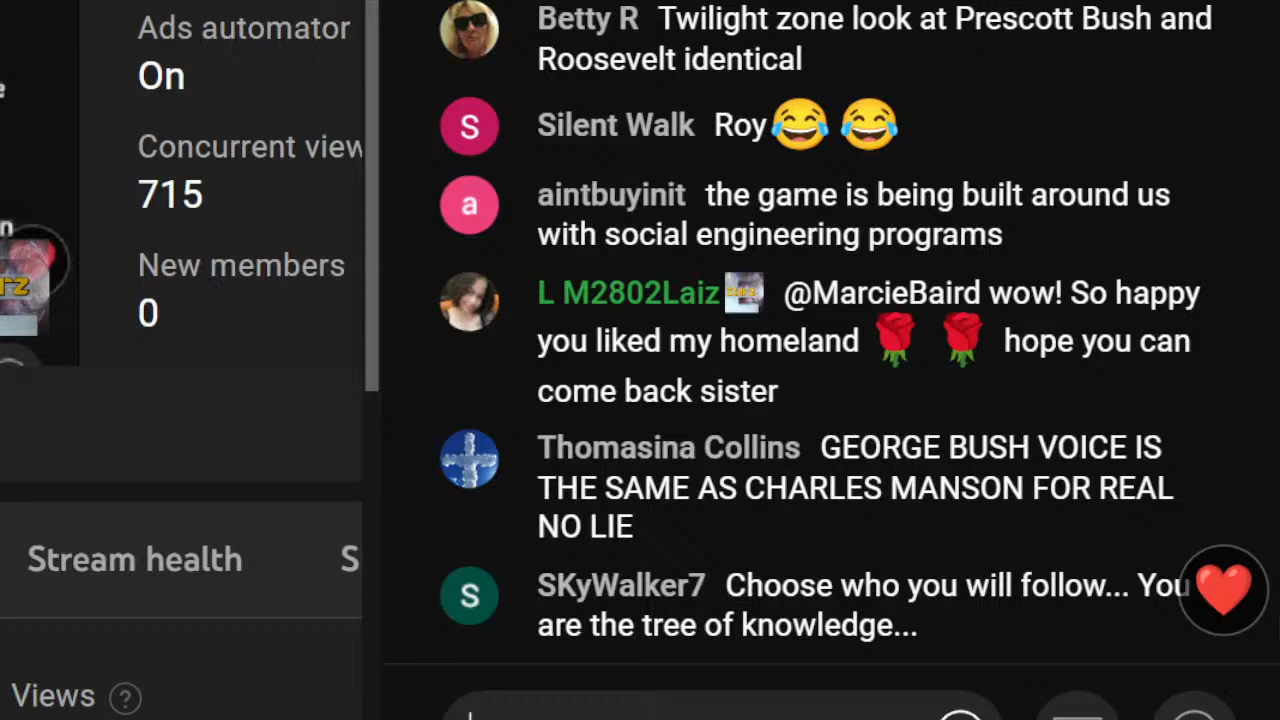 Ads automator
On
Concurrent view
715
New members
0
Stream health
S
Views ?
Betty R Twilight zone look at Prescott Bush and
Roosevelt identical
S Silent Walk Roy😂 😂
a aintbuyinit the game is being built around us
with social engineering programs
L M2802Laiz @MarcieBaird wow! So happy
you liked my homeland 🌹 🌹 hope you can
come back sister
Thomasina Collins GEORGE BUSH VOICE IS
THE SAME AS CHARLES MANSON FOR REAL
NO LIE
S SKyWalker7 Choose who you will follow... You
are the tree of knowledge...